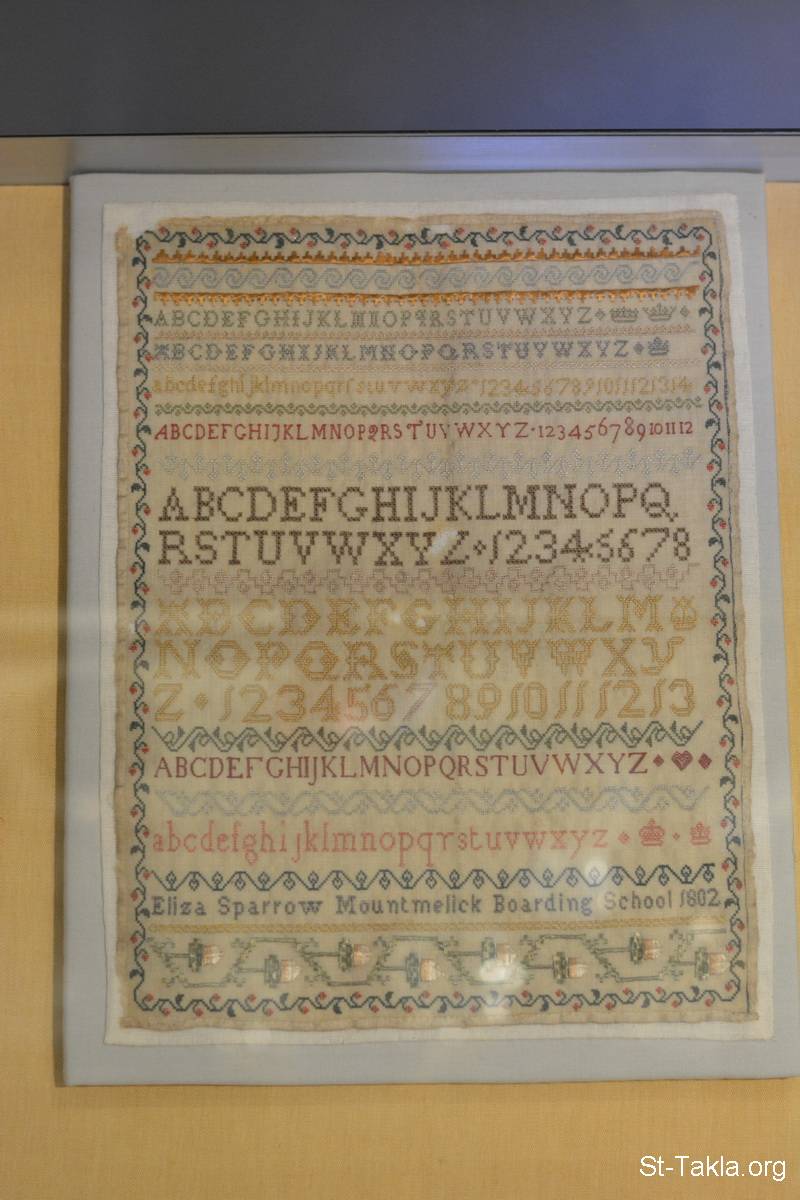 ABCDEFGHIJKLMNOPQRSTUVWXYZ
ABCDEFGHIJKLMNOPQRSTUVWXYZ
abcdefghijklmnopqrstuvwxyz 1234567891011121314
ABCDEFGHIJKLMNOPQRSTUVWXYZ·123456789101112
ABCDEFGHIJKLMNOPQ
RSTUVWXYZ·12345678
ABCDEFGHIJKLM
NOPQRSTUVWXY
Z·12345678910111213
ABCDEFGHIJKLMNOPQRSTUVWXYZ
abcdefghijklmnopqrstuvwxyz
Eliza Sparrow Mountmelick Boarding School 1802
St-Takla.org